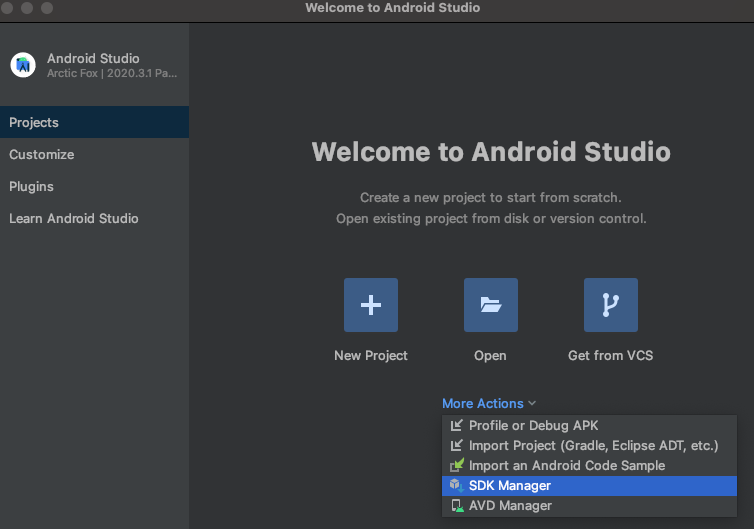 Welcome to Android Studio
Android Studio
Arctic Fox | 2020.3.1 Pa...
Projects
Customize
Plugins
Learn Android Studio
Welcome to Android Studio
Create a new project to start from scratch.
Open existing project from disk or version control.
New Project
Open
Get from VCS
More Actions
Profile or Debug APK
Import Project (Gradle, Eclipse ADT, etc.)
Import an Android Code Sample
SDK Manager
AVD Manager